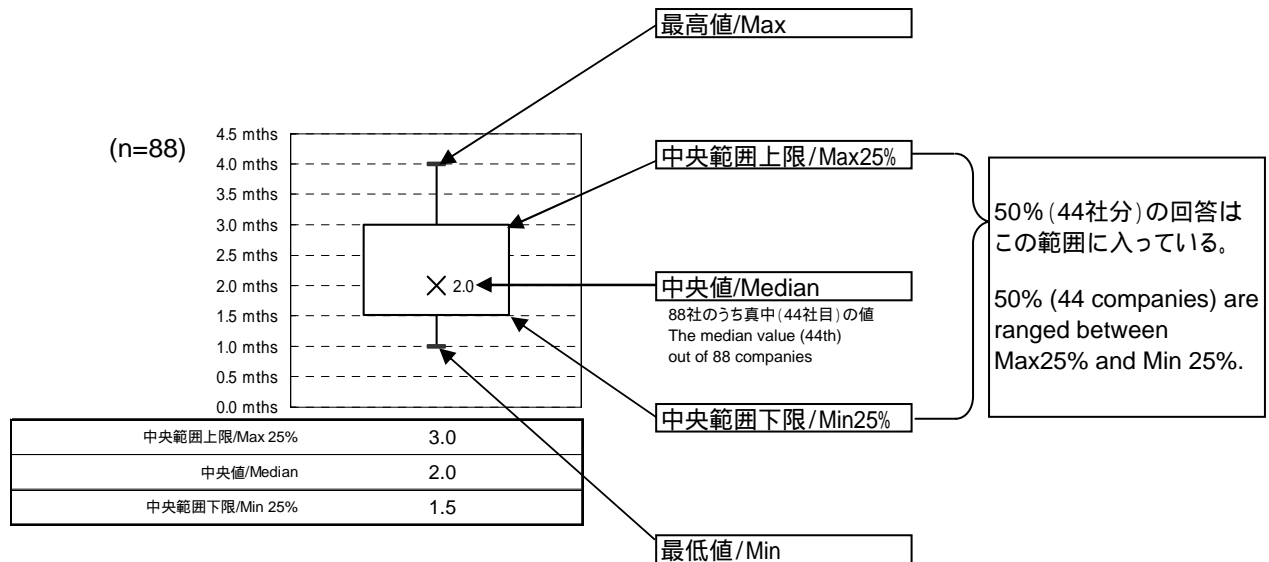 最高値/Max
(n=88)
4.5 mths
4.0 mths
3.5 mths
3.0 mths
2.5 mths
2.0 mths
1.5 mths
1.0 mths
0.5 mths
0.0 mths
2.0
中央範囲上限/Max25%
中央値/Median
88社のうち真中(44社目)の値
The median value (44th)
out of 88 companies
中央範囲下限/Min25%
50%(44社分)の回答は
この範囲に入っている。
50% (44 companies) are
ranged between
Max25% and Min 25%.
中央範囲上限/Max 25% 3.0
中央値/Median 2.0
中央範囲下限/Min 25% 1.5
最低値/Min